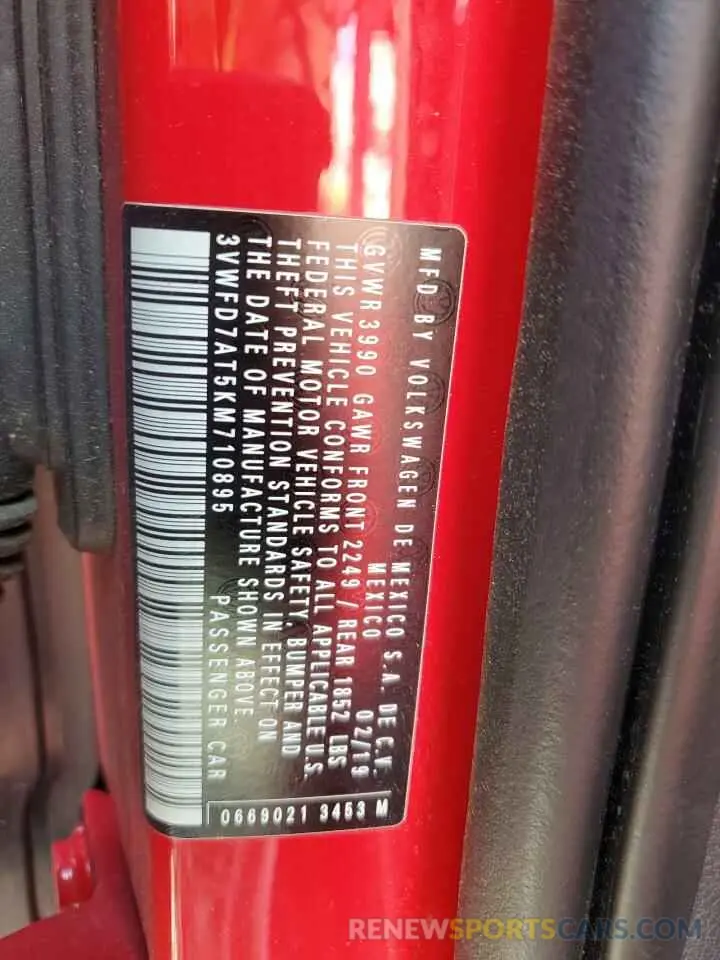 MFD BY VOLKSWAGEN DE MEXICO S.A. DE C.V.
MEXICO 02/19
GVWR 3990 GAWR FRONT 2249 / REAR 1852 LBS
THIS VEHICLE CONFORMS TO ALL APPLICABLE U.S.
FEDERAL MOTOR VEHICLE SAFETY, BUMPER AND
THEFT PREVENTION STANDARDS IN EFFECT ON
THE DATE OF MANUFACTURE SHOWN ABOVE.
3VWFD7AT5KM710895 PASSENGER CAR
0669021 3453 M
RENEWSPORTSCARS.COM